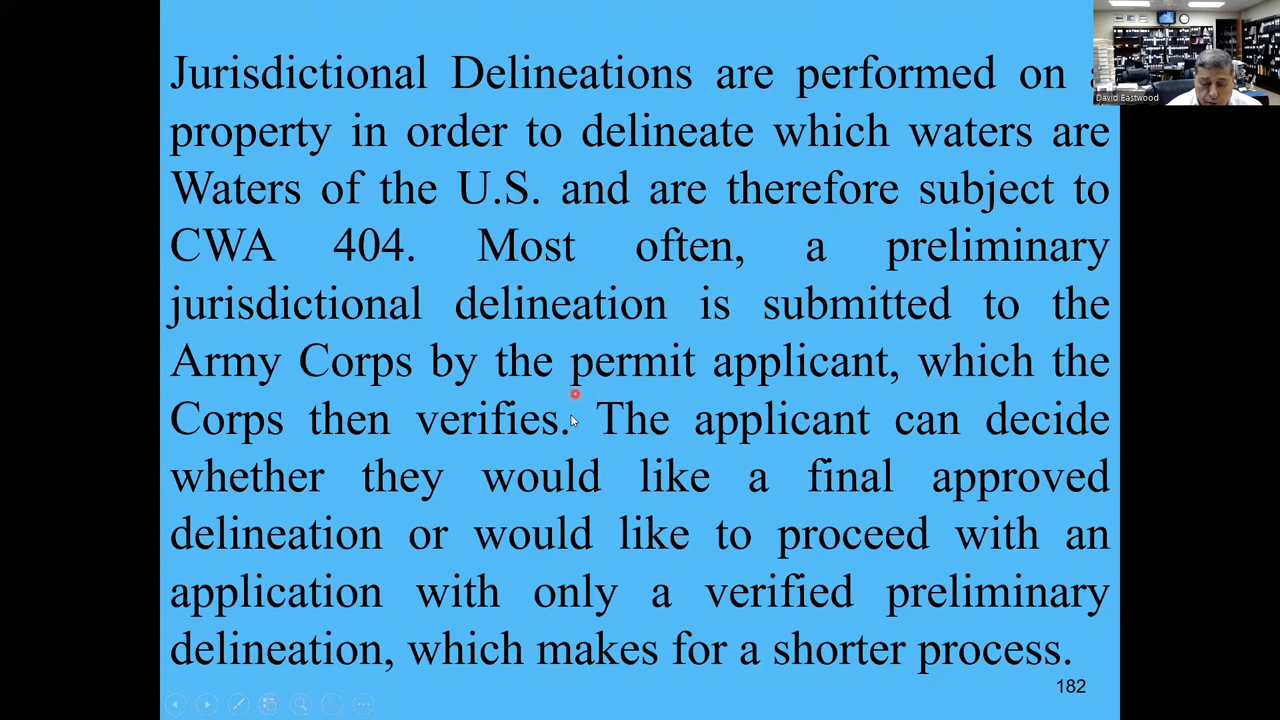 Jurisdictional Delineations are performed on a
property in order to delineate which waters are
Waters of the U.S. and are therefore subject to
CWA 404. Most often, a preliminary
jurisdictional delineation is submitted to the
Army Corps by the permit applicant, which the
Corps then verifies. The applicant can decide
whether they would like a final approved
delineation or would like to proceed with an
application with only a verified preliminary
delineation, which makes for a shorter process.
182
David Eastwood